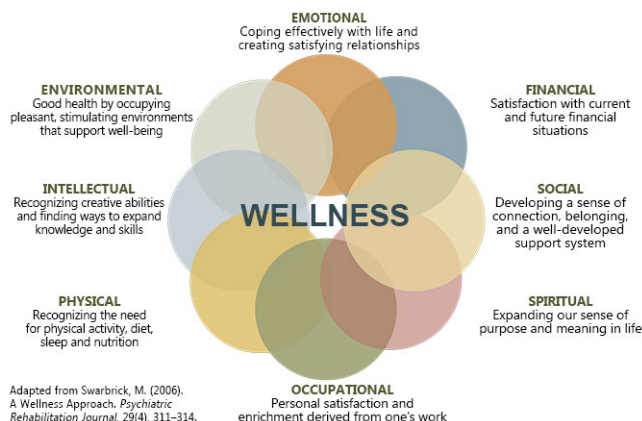 EMOTIONAL
Coping effectively with life and
creating satisfying relationships
ENVIRONMENTAL
Good health by occupying
pleasant, stimulating environments
that support well-being
FINANCIAL
Satisfaction with current
and future financial
situations
INTELLECTUAL
Recognizing creative abilities
and finding ways to expand
knowledge and skills
WELLNESS
SOCIAL
Developing a sense of
connection, belonging,
and a well-developed
support system
PHYSICAL
Recognizing the need
for physical activity, diet,
sleep and nutrition
SPIRITUAL
Expanding our sense of
purpose and meaning in life
OCCUPATIONAL
Personal satisfaction and
enrichment derived from one's work
Adapted from Swarbrick, M. (2006).
A Wellness Approach. Psychiatric
Rehabilitation Journal, 29(4), 311–314.